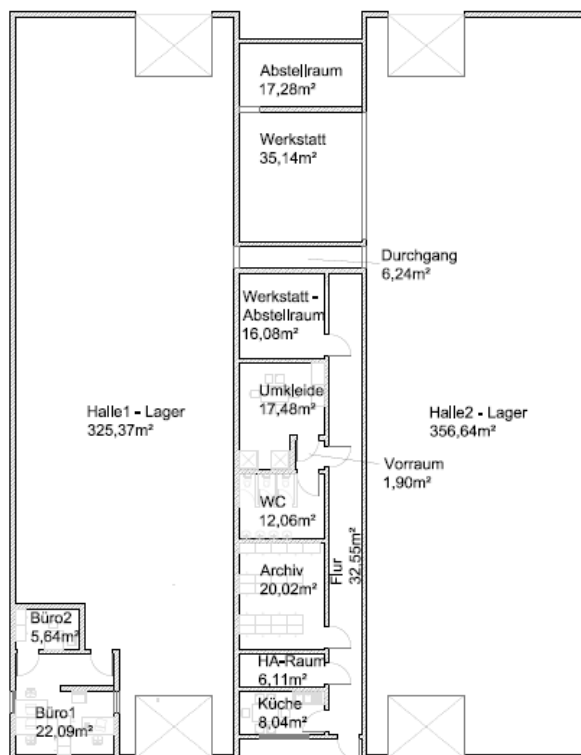 Abstellraum
17,28m²
Werkstatt
35,14m²
Durchgang
6,24m²
Werkstatt -
Abstellraum
16,08m²
Umkleide
17,48m²
Halle1 - Lager
325,37m²
Halle2 - Lager
356,64m²
Vorraum
1,90m²
WC
12,06m²
Flur
32,55m²
Archiv
20,02m²
Büro2
5,64m²
HA-Raum
6,11m²
Küche
8,04m²
Büro1
22,09m²